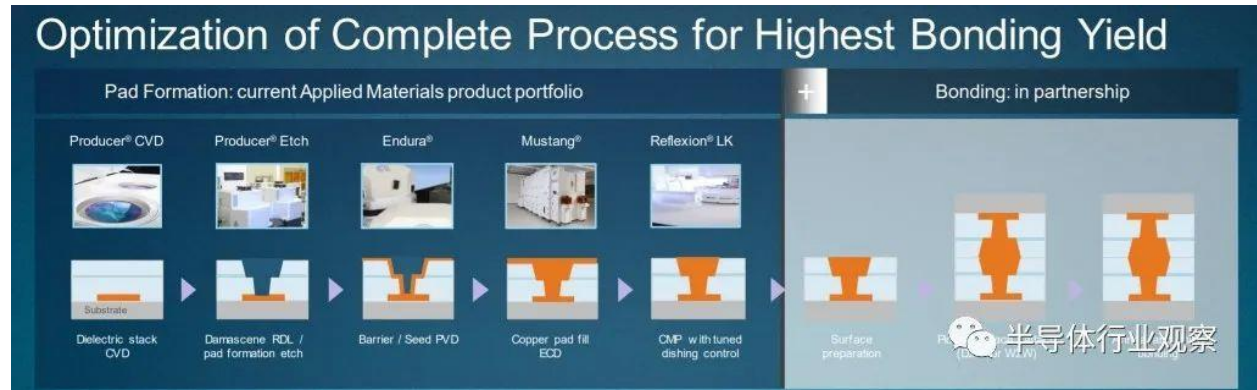 Optimization of Complete Process for Highest Bonding Yield
Pad Formation: current Applied Materials product portfolio
+
Bonding: in partnership
Producer® CVD
Producer® Etch
Endura®
Mustang®
Reflexion® LK
Substrate
Dielectric stack
CVD
Damascene RDL /
pad formation etch
Barrier / Seed PVD
Copper pad fill
ECD
CMP with tuned
dishing control
Surface
preparation
bonding
半导体行业观察